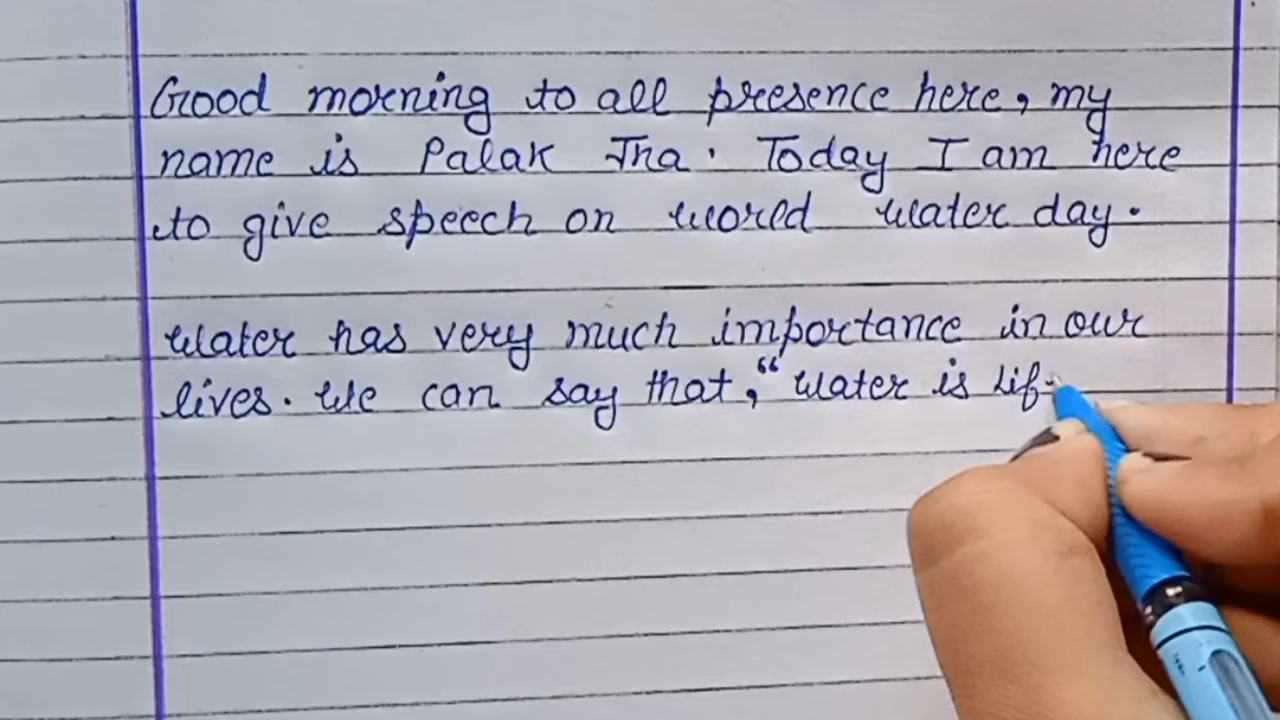 Good morning to all presence here, my
name is Palak Jha. Today I am here
to give speech on world water day.
Water has very much importance in our
lives. We can say that, “Water is Lif